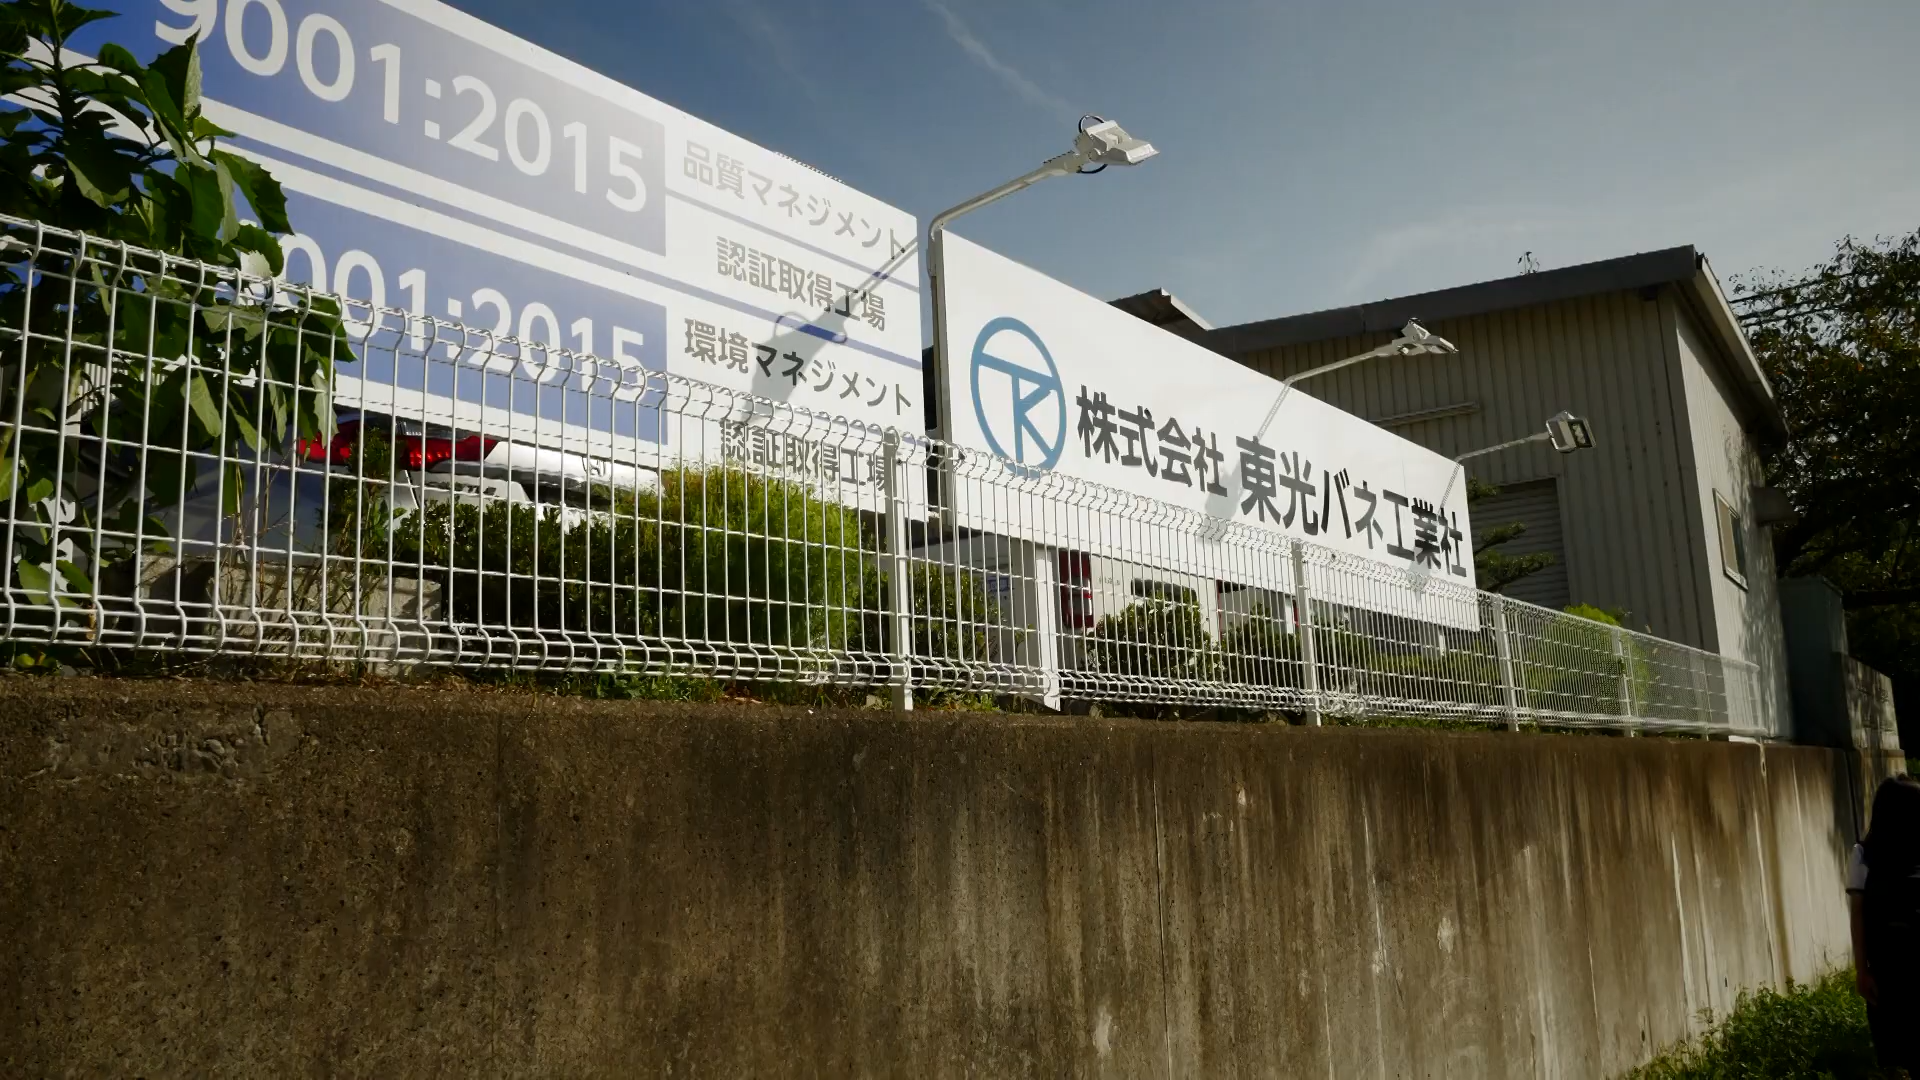 9001:2015
品質マネジメント
認証取得工場
001:2015
環境マネジメント
認証取得工場
TK
株式会社 東光バネ工業社